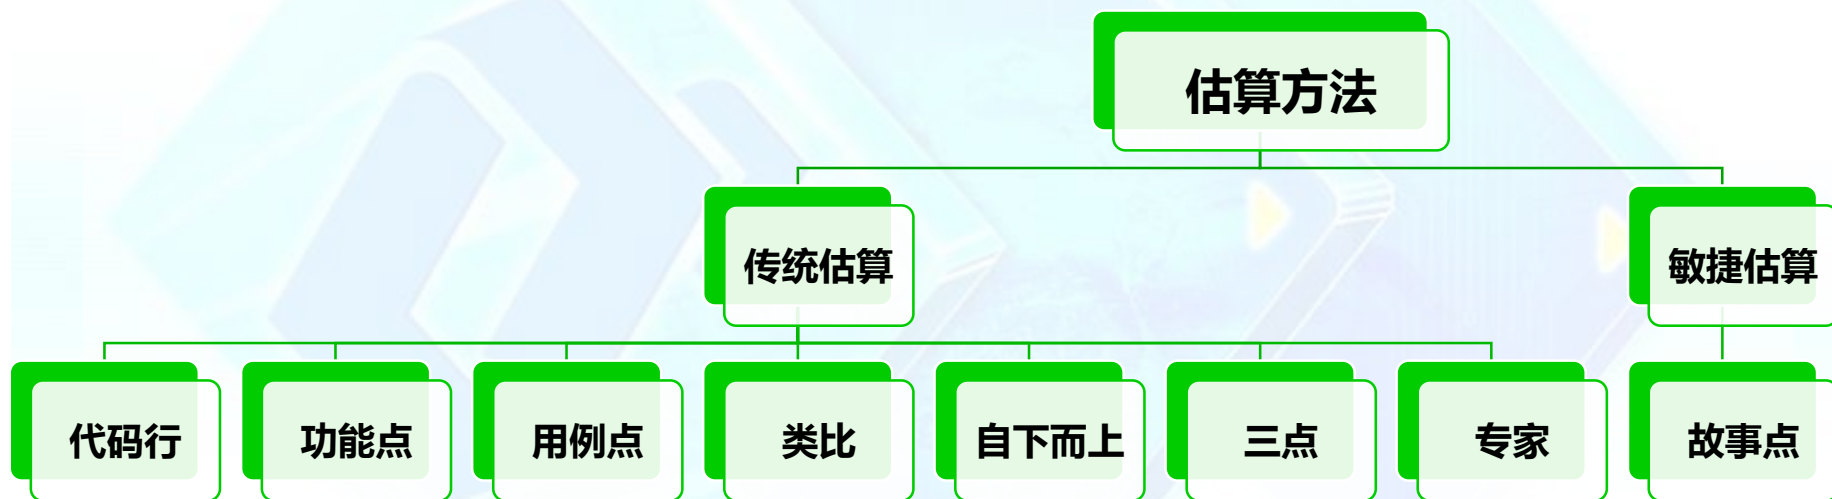 估算方法
传统估算
敏捷估算
代码行
功能点
用例点
类比
自下而上
三点
专家
故事点